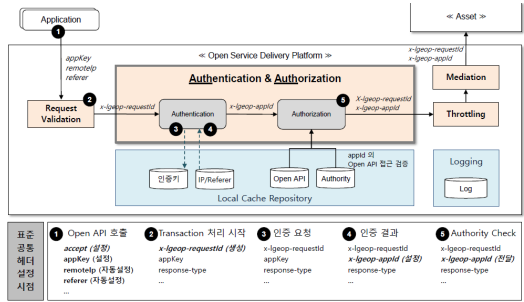 Application
≪ Asset ≫
1
appKey
remoteIp
referer
≪ Open Service Delivery Platform ≫
x-lgeop-requestId
x-lgeop-appId
Authentication & Authorization
Mediation
2
Request
Validation
x-lgeop-requestId
Authentication
3
4
x-lgeop-appId
Authorization
5
X-lgeop-requestId
x-lgeop-appId
Throttling
appId 의
Open API 접근 검증
인증키
IP/Referer
Open API
Authority
Local Cache Repository
Logging
Log
표준
공통
헤더
설정
시점
1 Open API 호출
accept (설정)
appKey (설정)
remoteIp (자동설정)
referer (자동설정)
...
2 Transaction 처리 시작
x-lgeop-requestId (생성)
appKey
response-type
...
3 인증 요청
x-lgeop-requestId
appKey
response-type
...
4 인증 결과
x-lgeop-requestId
x-lgeop-appId (설정)
response-type
...
5 Authority Check
x-lgeop-requestId
x-lgeop-appId (전달)
response-type
...